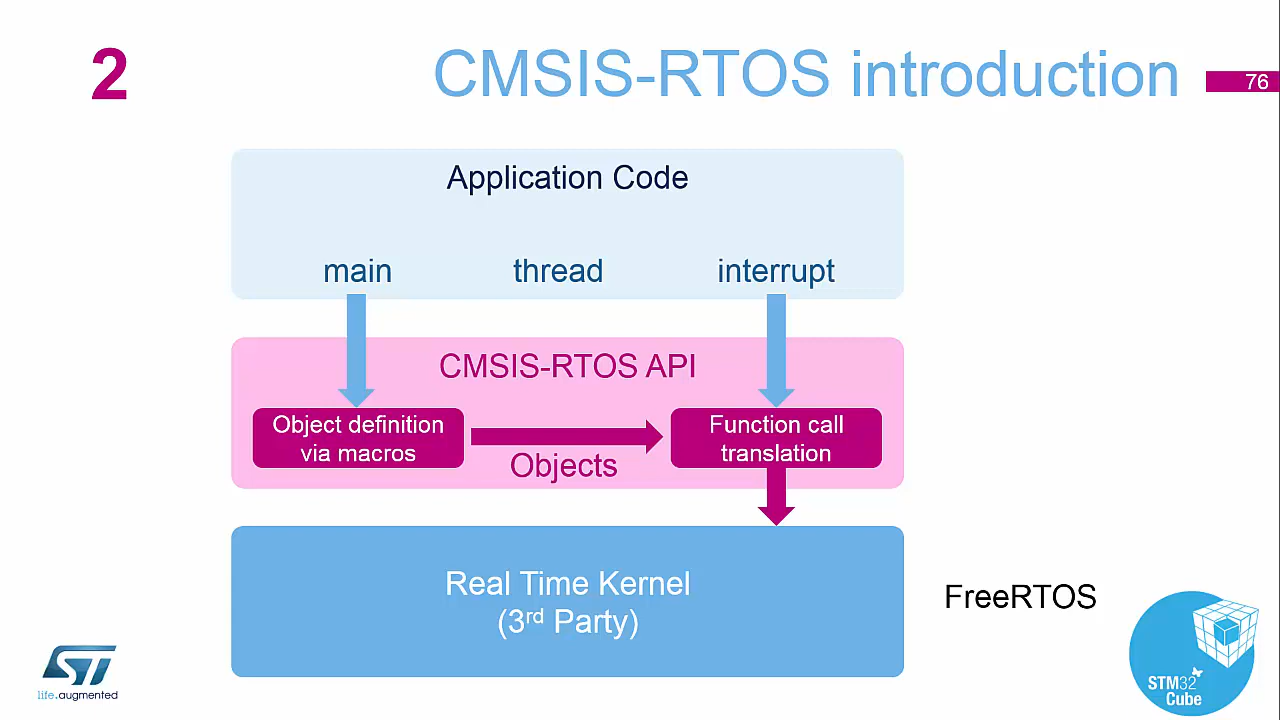 2
CMSIS-RTOS introduction
76
Application Code
main thread interrupt
CMSIS-RTOS API
Object definition
via macros
Objects
Function call
translation
Real Time Kernel
(3rd Party)
FreeRTOS
ST
life.augmented
STM32
Cube